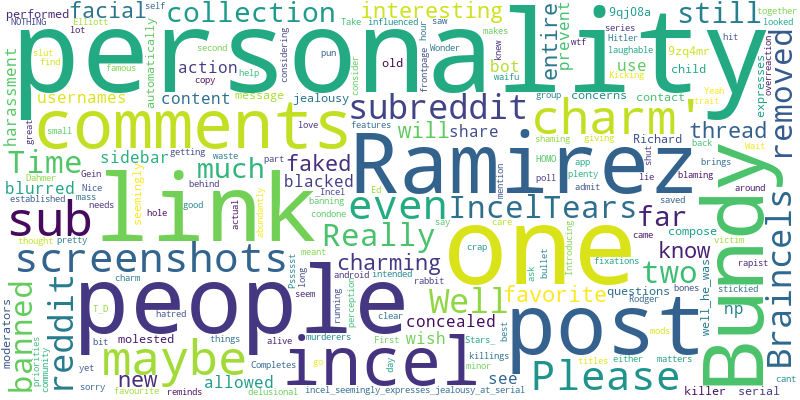 personality
facial
collection
interesting
9qj08a
still
Elliott
performed
NOTHING
self
lot
slut
find
famous
usernames
harassment
automatically
second
action
copy
help
content
message
considering
pun
hour
frontpage
jealousy
Take
influenced
saw
Wonder
old
waifu
makes
knew
bot
entire
prevent
use
9zq4mr
series
Hitler
laughable
wtf
Kicking
child
concerns
contact
group
consider
hit
together
looked
Yeah
trait
expresses
overreaction
removed
comments
subreddit
charm'
thread
Time
sidebar
great
small
Gein
Dahmer
blurred
established
Nice
mass
needs
getting
waste
behind
much
love
features
part
faked
blacked
Incel
banning
condone
will
share
Ramirez
shaming
giving
HOMO
poll
app
plenty
admit
Richard
shut
lie
blaming
back
brings
Wait
around
victim
rapist
Bundy
Braincels
sub
link
even
IncelTears
far
know
mention
came
saved
compose
seemingly
hole
actual
abundantly
good
thought
pretty
Ed
Really
say
care
crap
one
two
well_he_was
np
screenshots
charming
Psssst
long
seem
android
running
rabbit
intended
meant
concealed
Well
wish
favorite
Introducing
fixations
ask
bullet
questions
Rodger
bones
stickied
mods
moderators
banned
reddit
charm
T_D
bit
yet
hatred
molested
people
alive
perception
clear
murderers
First
day
Stars_
best
killings
minor
post
titles
either
matters
cant
priorities
community
sorry
favourite
maybe
things
reminds
new
delusional
Completes
allowed
incel
go
see
Please
killer
serial
incel_seemingly_expresses_jealousy_at_serial